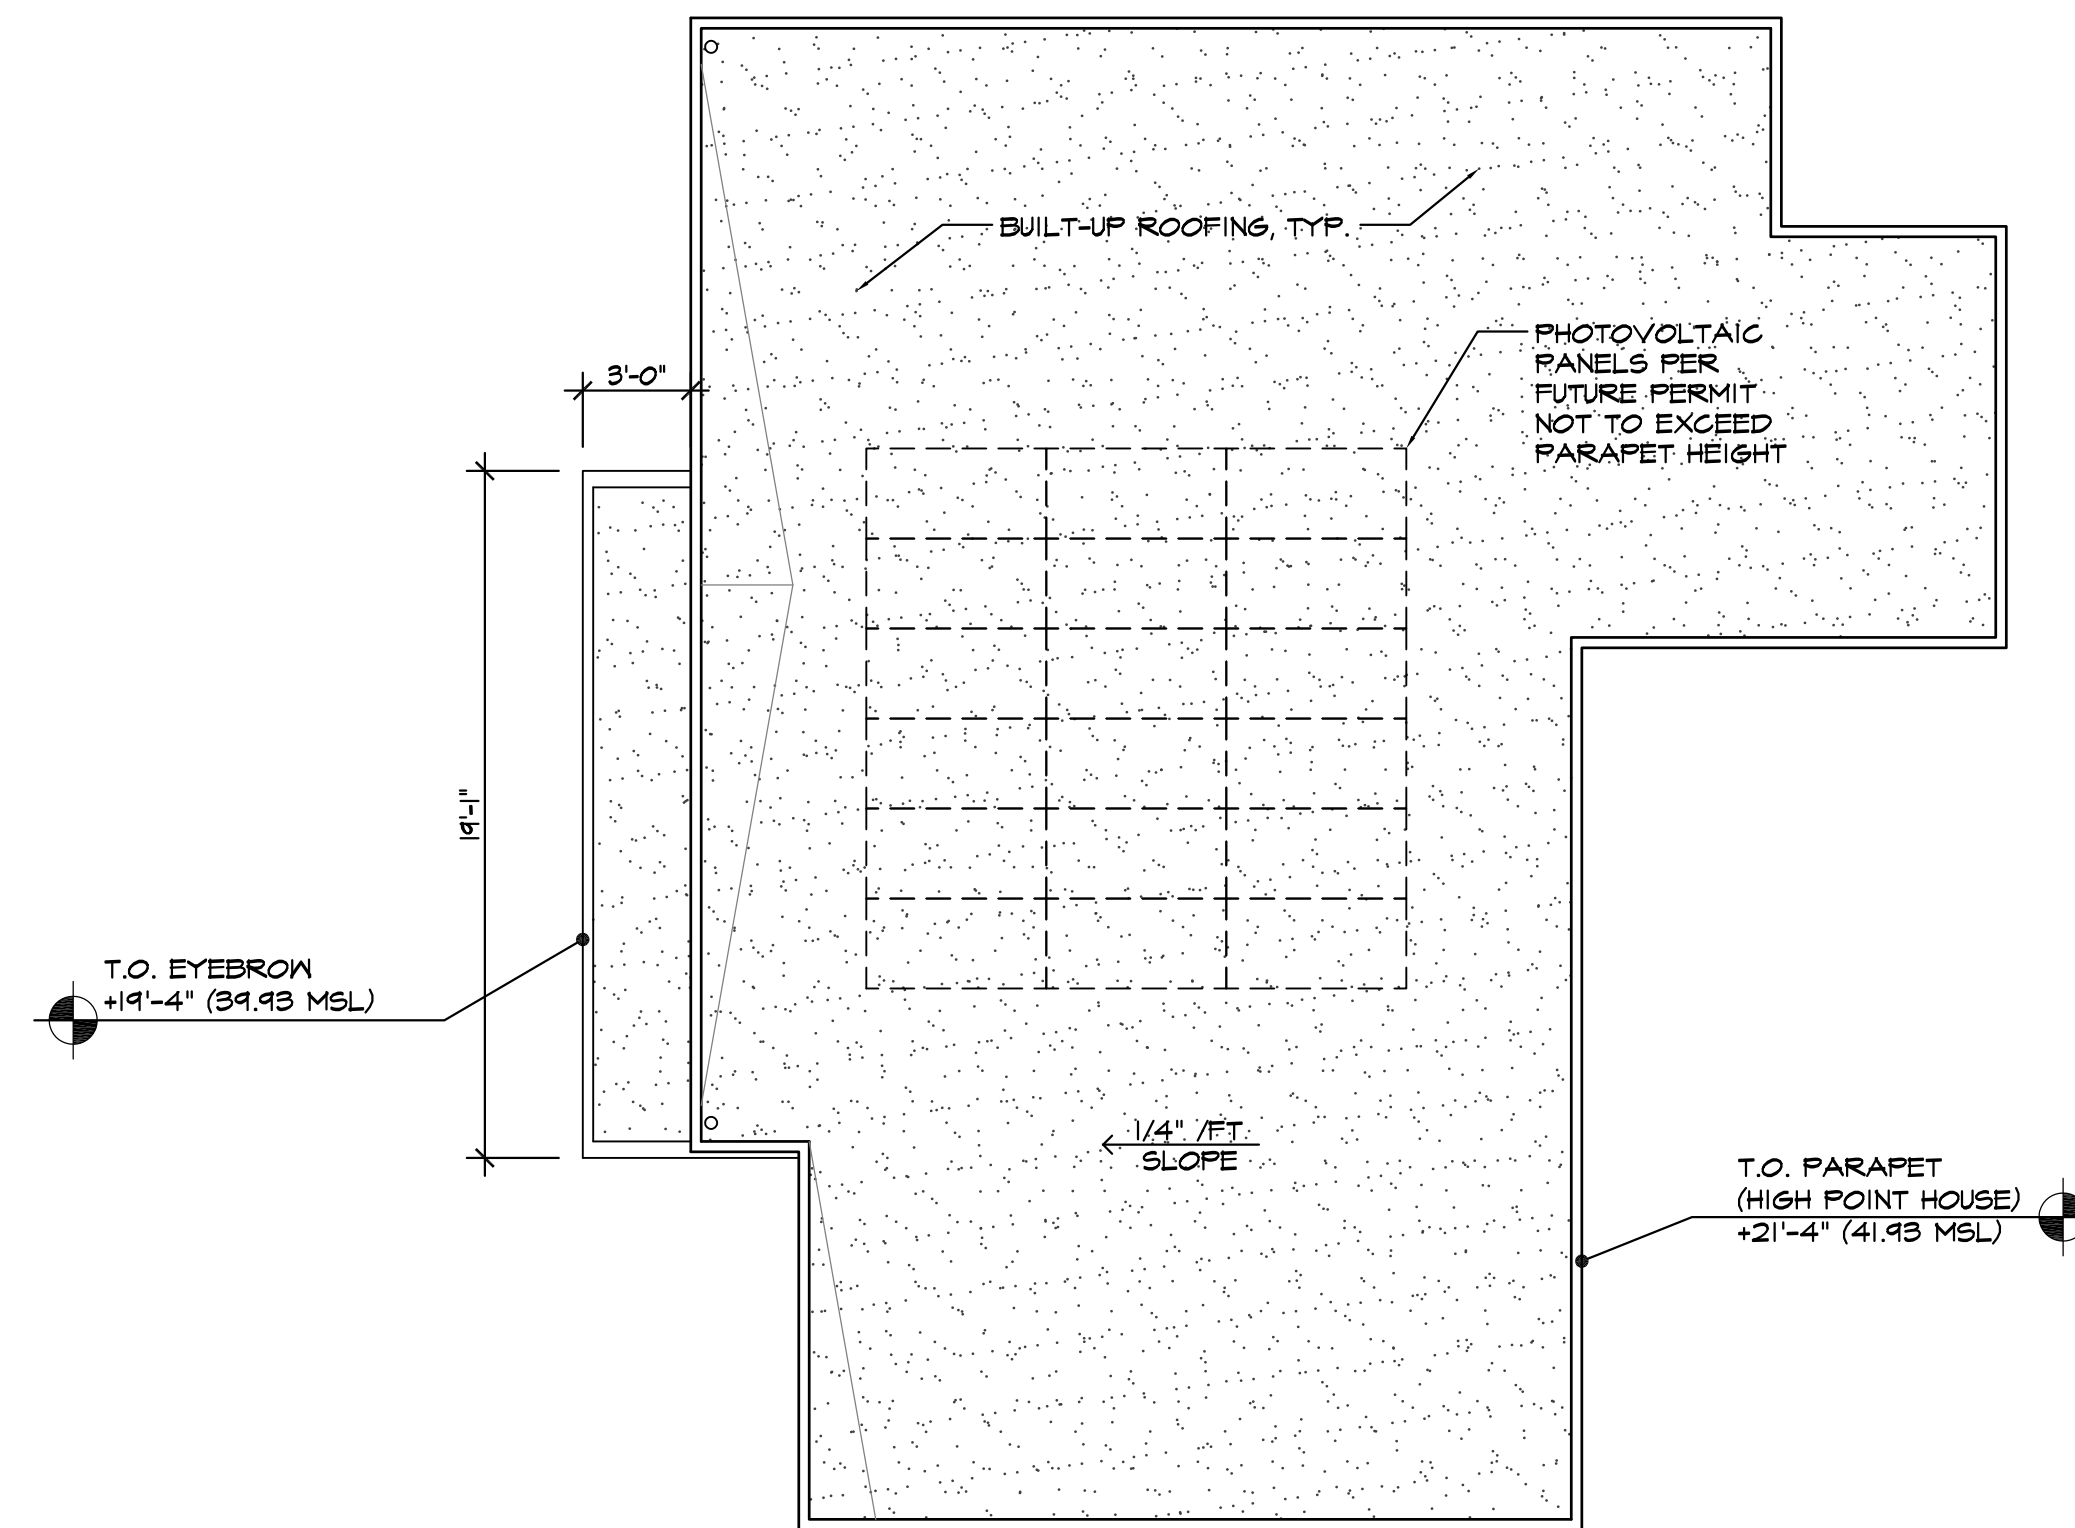 BUILT-UP ROOFING, TYP.
PHOTOVOLTAIC
PANELS PER
FUTURE PERMIT
NOT TO EXCEED
PARAPET HEIGHT
3'-0"
19'-1"
T.O. EYEBROW
+19'-4" (39.93 MSL)
1/4" /FT
SLOPE
T.O. PARAPET
(HIGH POINT HOUSE)
+21'-4" (41.93 MSL)